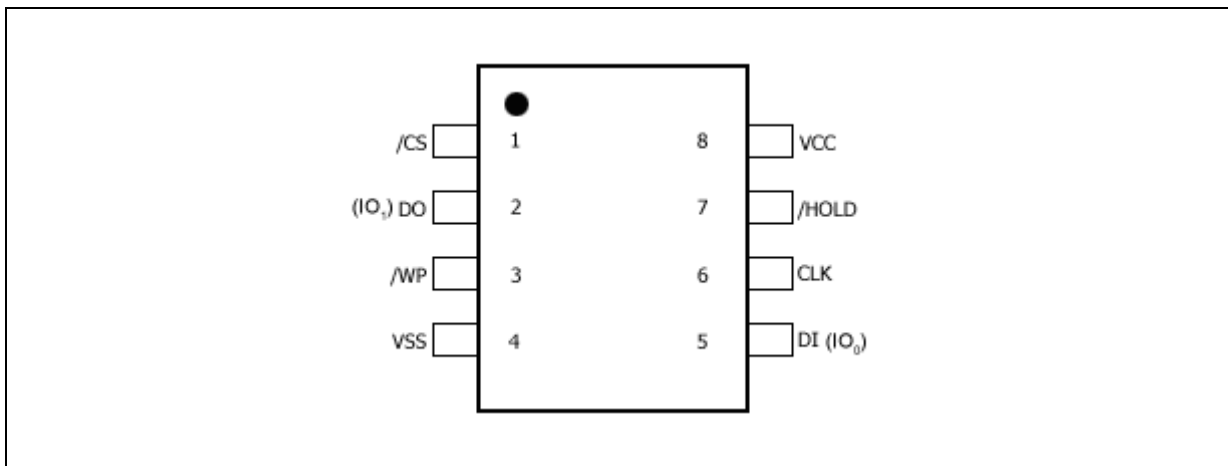 /CS 1 8 VCC
(IO₁) DO 2 7 /HOLD
/WP 3 6 CLK
VSS 4 5 DI (IO₀)